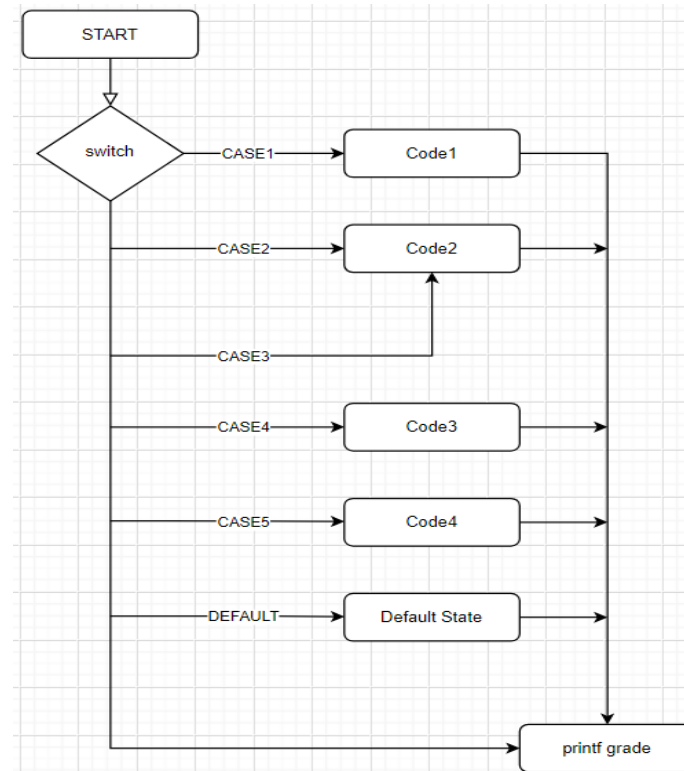 START
switch
CASE1
Code1
CASE2
Code2
CASE3
CASE4
Code3
CASE5
Code4
DEFAULT
Default State
printf grade